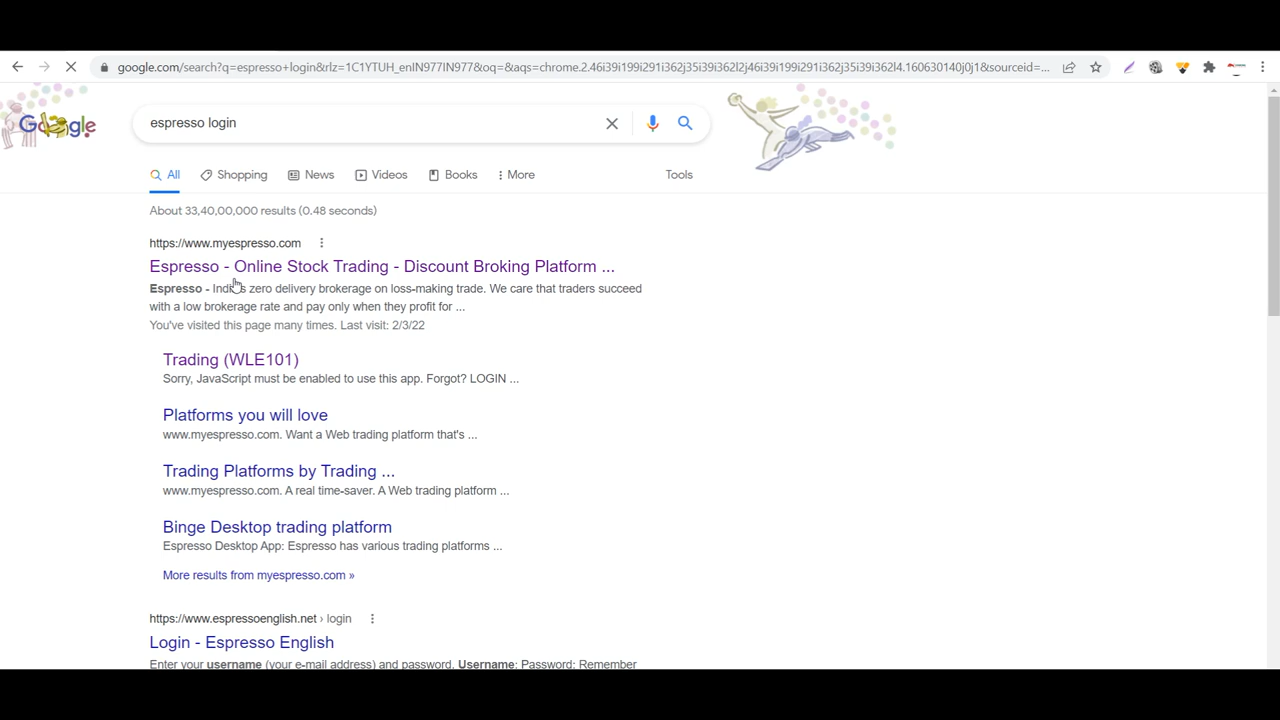 google.com/search?q=espresso+login&rlz=1C1YTUH_enIN977IN977&oq=&aqs=chrome.2.46i39i199i291i362j35i39i362l2j46i39i199i291i362j35i39i362l4.160630140j0j1&sourceid=...
Google
espresso login
All Shopping News Videos Books More Tools
About 33,40,00,000 results (0.48 seconds)
https://www.myespresso.com
Espresso - Online Stock Trading - Discount Broking Platform ...
Espresso - India's zero delivery brokerage on loss-making trade. We care that traders succeed
with a low brokerage rate and pay only when they profit for ...
You've visited this page many times. Last visit: 2/3/22
Trading (WLE101)
Sorry, JavaScript must be enabled to use this app. Forgot? LOGIN ...
Platforms you will love
www.myespresso.com. Want a Web trading platform that's ...
Trading Platforms by Trading ...
www.myespresso.com. A real time-saver. A Web trading platform ...
Binge Desktop trading platform
Espresso Desktop App: Espresso has various trading platforms ...
More results from myespresso.com »
https://www.espressoenglish.net › login
Login - Espresso English
Enter your username (your e-mail address) and password. Username: Password: Remember